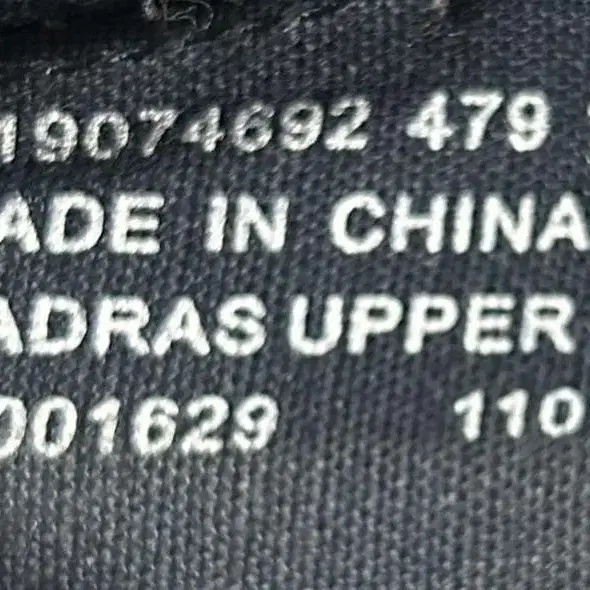 19074692 479
ADE IN CHINA
ADRAS UPPER
001629 110